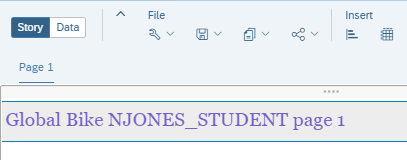 Story Data File Insert
Page 1
Global Bike NJONES_STUDENT page 1